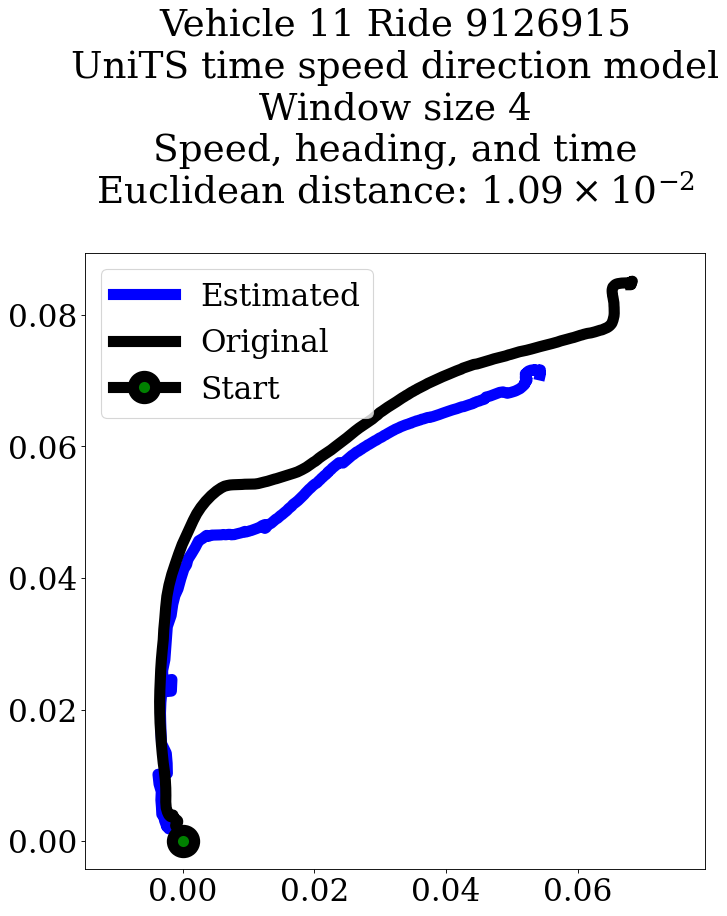 Vehicle 11 Ride 9126915
UniTS time speed direction model
Window size 4
Speed, heading, and time
Euclidean distance: 1.09 × 10⁻²
Estimated
Original
Start
0.08
0.06
0.04
0.02
0.00
0.00 0.02 0.04 0.06